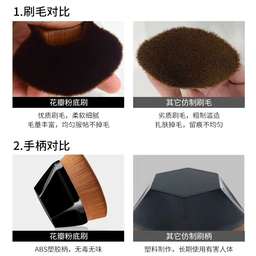 1.刷毛对比
花瓣粉底刷
其它仿制刷毛
优质刷毛，柔软细腻
毛量丰富，均匀服帖不掉毛
劣质刷毛，粗制滥造
扎肤掉毛，留痕不均匀
2.手柄对比
花瓣粉底刷
其它仿制刷柄
ABS塑胶柄，无毒无味
塑料制作，长期使用有害人体